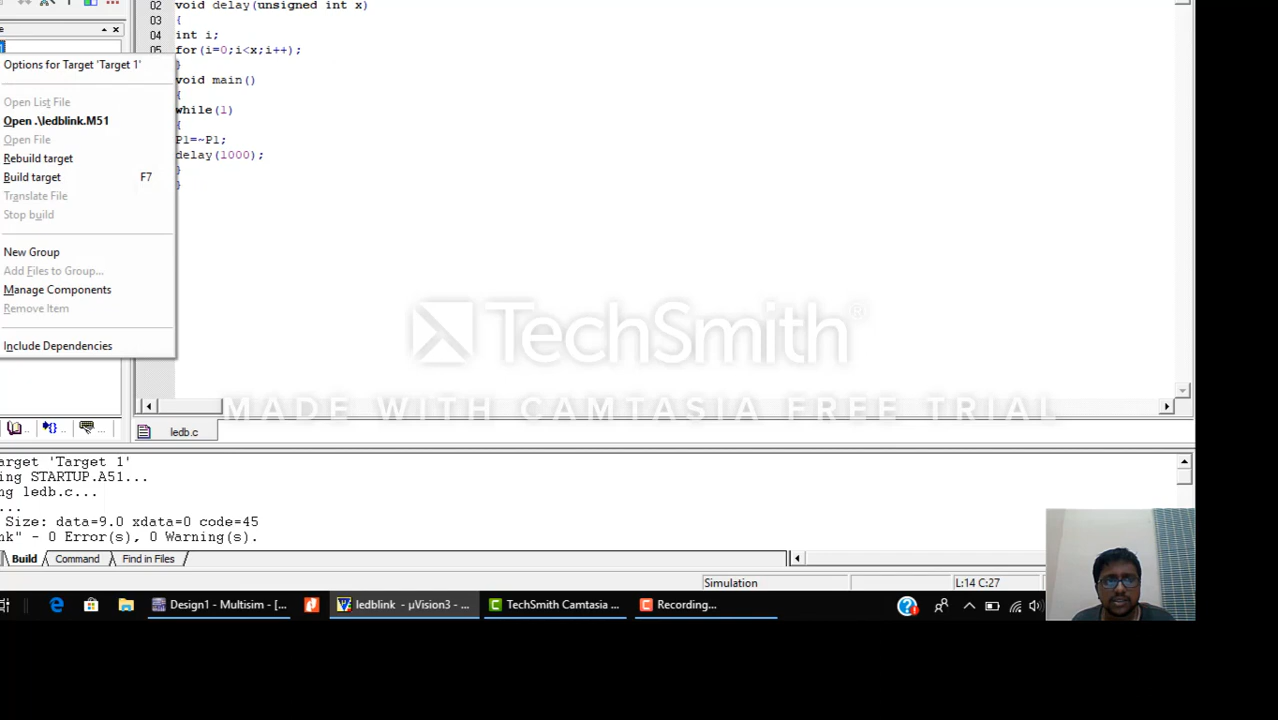 02 void delay(unsigned int x)
03 {
04 int i;
05 for(i=0;i<x;i++);
}
void main()
{
while(1)
{
P1=~P1;
delay(1000);
}
}
Options for Target 'Target 1'
Open List File
Open .\ledblink.M51
Open File
Rebuild target
Build target F7
Translate File
Stop build
New Group
Add Files to Group...
Manage Components
Remove Item
Include Dependencies
TechSmith®
MADE WITH CAMTASIA FREE TRIAL
ledb.c
arget 'Target 1'
ing STARTUP.A51...
ng ledb.c...
...
Size: data=9.0 xdata=0 code=45
nk" - 0 Error(s), 0 Warning(s).
Build Command Find in Files
Simulation L:14 C:27
Design1 - Multisim - [... ledblink - µVision3 - ... TechSmith Camtasia ... Recording...